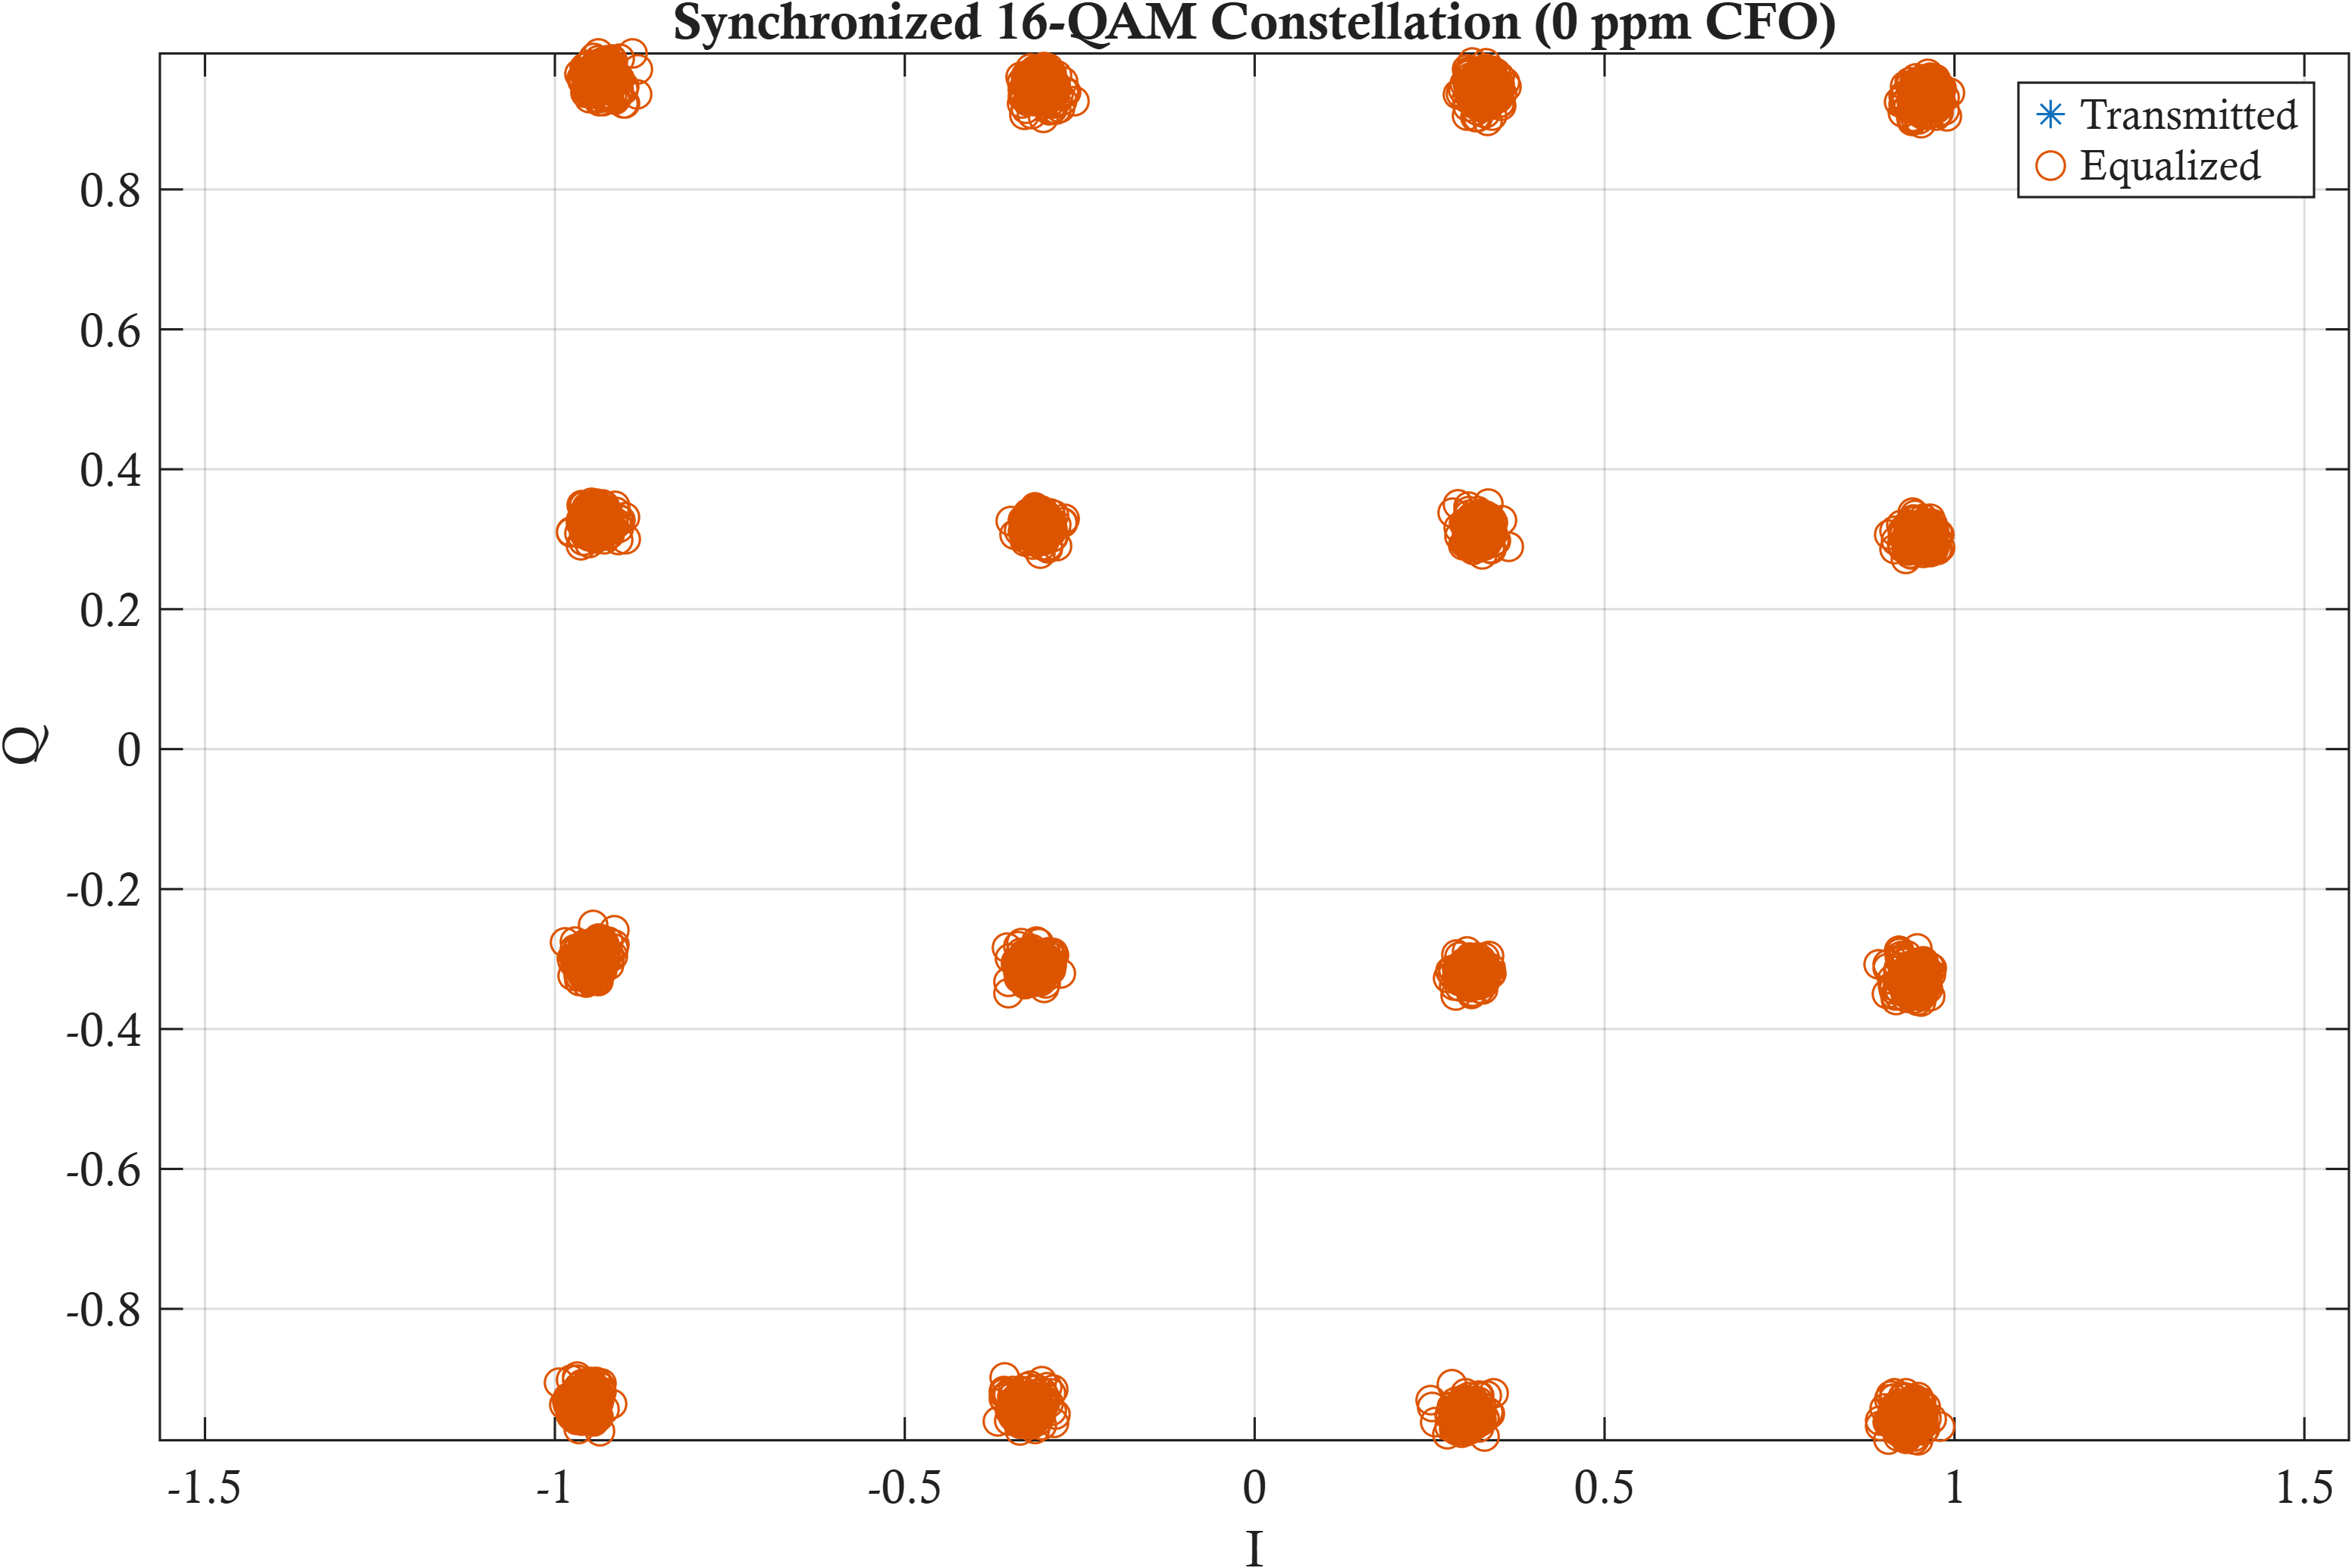 Synchronized 16-QAM Constellation (0 ppm CFO)
Transmitted
Equalized
0.8
0.6
0.4
0.2
0
-0.2
-0.4
-0.6
-0.8
Q
-1.5 -1 -0.5 0 0.5 1 1.5
I